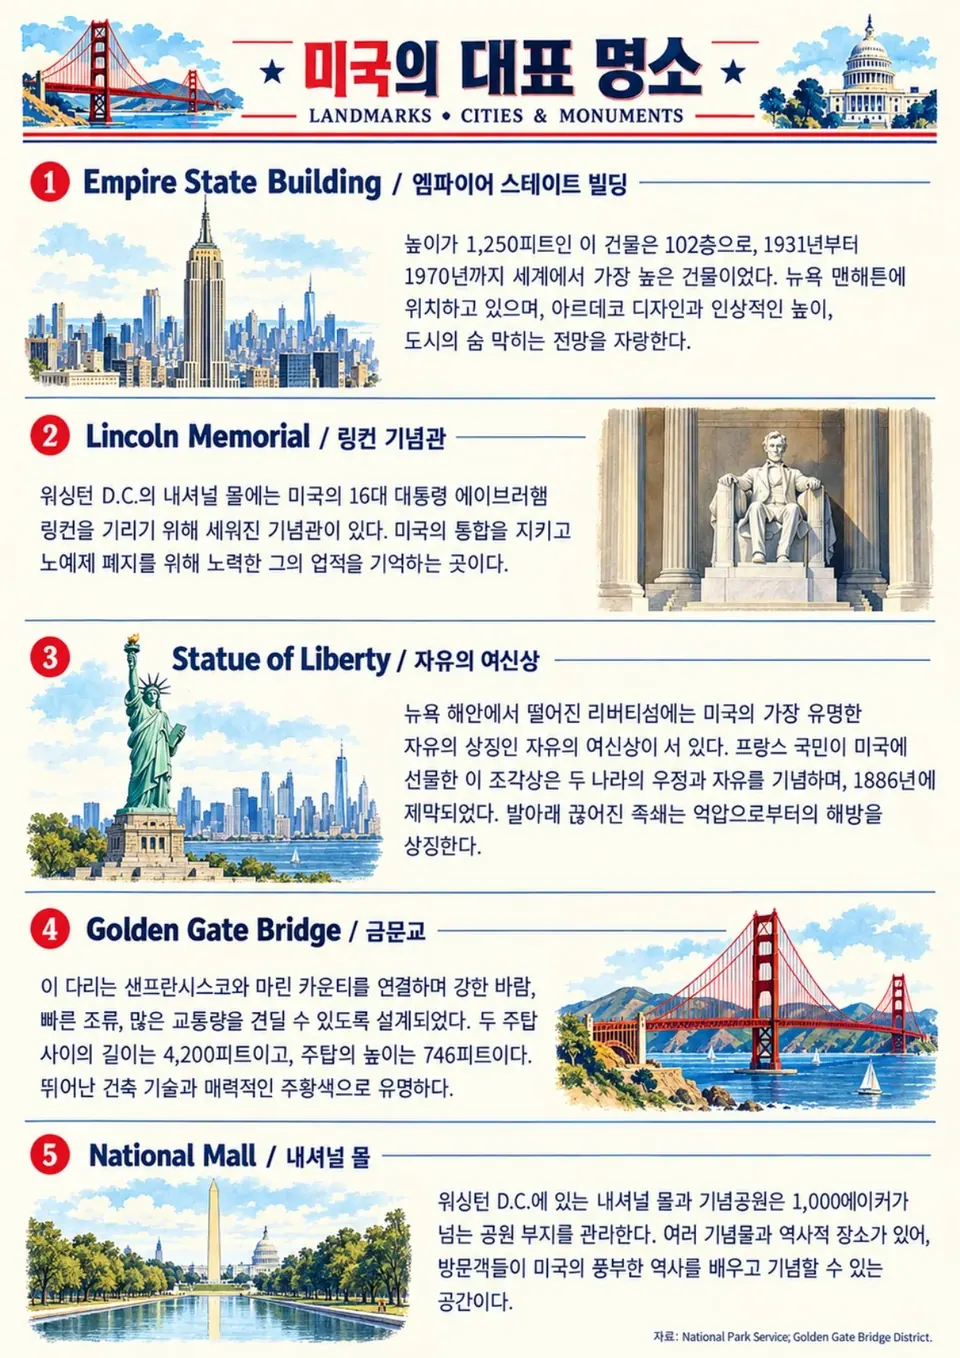 미국의 대표 명소
LANDMARKS • CITIES & MONUMENTS
1 Empire State Building / 엠파이어 스테이트 빌딩
높이가 1,250피트인 이 건물은 102층으로, 1931년부터
1970년까지 세계에서 가장 높은 건물이었다. 뉴욕 맨해튼에
위치하고 있으며, 아르데코 디자인과 인상적인 높이,
도시의 숨 막히는 전망을 자랑한다.
2 Lincoln Memorial / 링컨 기념관
워싱턴 D.C.의 내셔널 몰에는 미국의 16대 대통령 에이브러햄
링컨을 기리기 위해 세워진 기념관이 있다. 미국의 통합을 지키고
노예제 폐지를 위해 노력한 그의 업적을 기억하는 곳이다.
3 Statue of Liberty / 자유의 여신상
뉴욕 해안에서 떨어진 리버티섬에는 미국의 가장 유명한
자유의 상징인 자유의 여신상이 서 있다. 프랑스 국민이 미국에
선물한 이 조각상은 두 나라의 우정과 자유를 기념하며, 1886년에
제막되었다. 발아래 끊어진 족쇄는 억압으로부터의 해방을
상징한다.
4 Golden Gate Bridge / 금문교
이 다리는 샌프란시스코와 마린 카운티를 연결하며 강한 바람,
빠른 조류, 많은 교통량을 견딜 수 있도록 설계되었다. 두 주탑
사이의 길이는 4,200피트이고, 주탑의 높이는 746피트이다.
뛰어난 건축 기술과 매력적인 주황색으로 유명하다.
5 National Mall / 내셔널 몰
워싱턴 D.C.에 있는 내셔널 몰과 기념공원은 1,000에이커가
넘는 공원 부지를 관리한다. 여러 기념물과 역사적 장소가 있어,
방문객들이 미국의 풍부한 역사를 배우고 기념할 수 있는
공간이다.
자료: National Park Service; Golden Gate Bridge District.